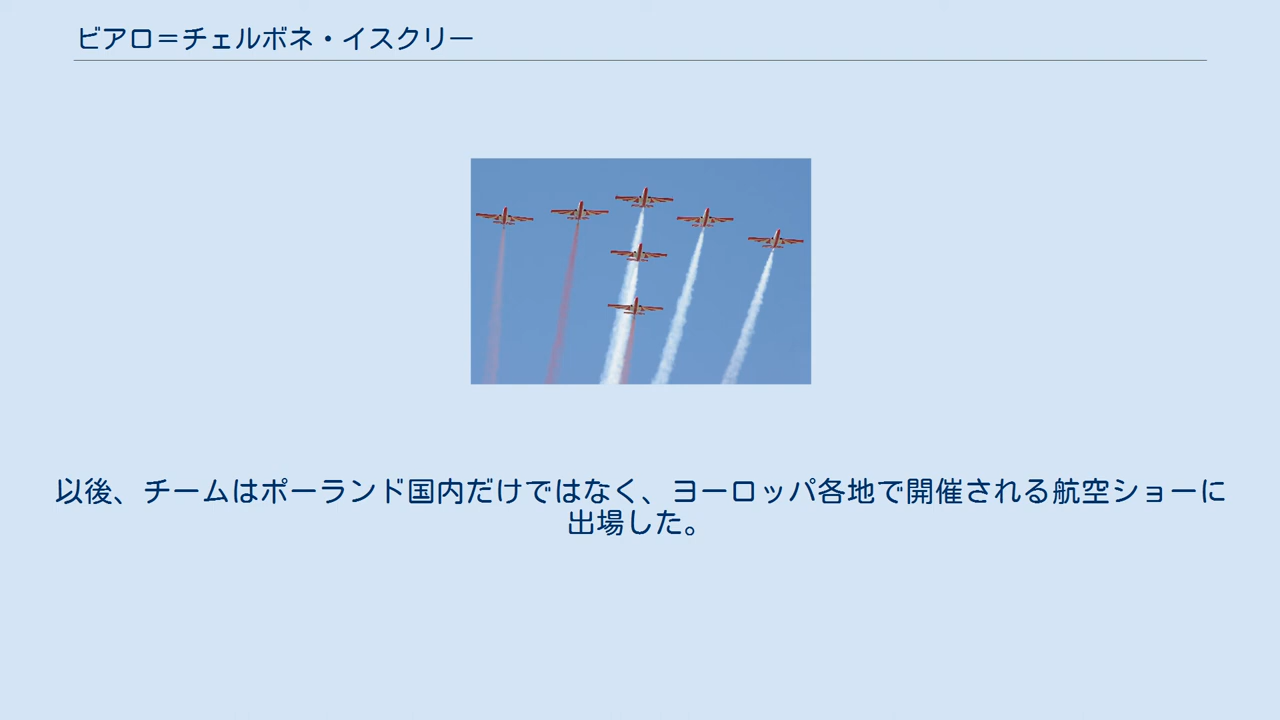 ビアロ＝チェルボネ・イスクリー
以後、チームはポーランド国内だけではなく、ヨーロッパ各地で開催される航空ショーに
出場した。